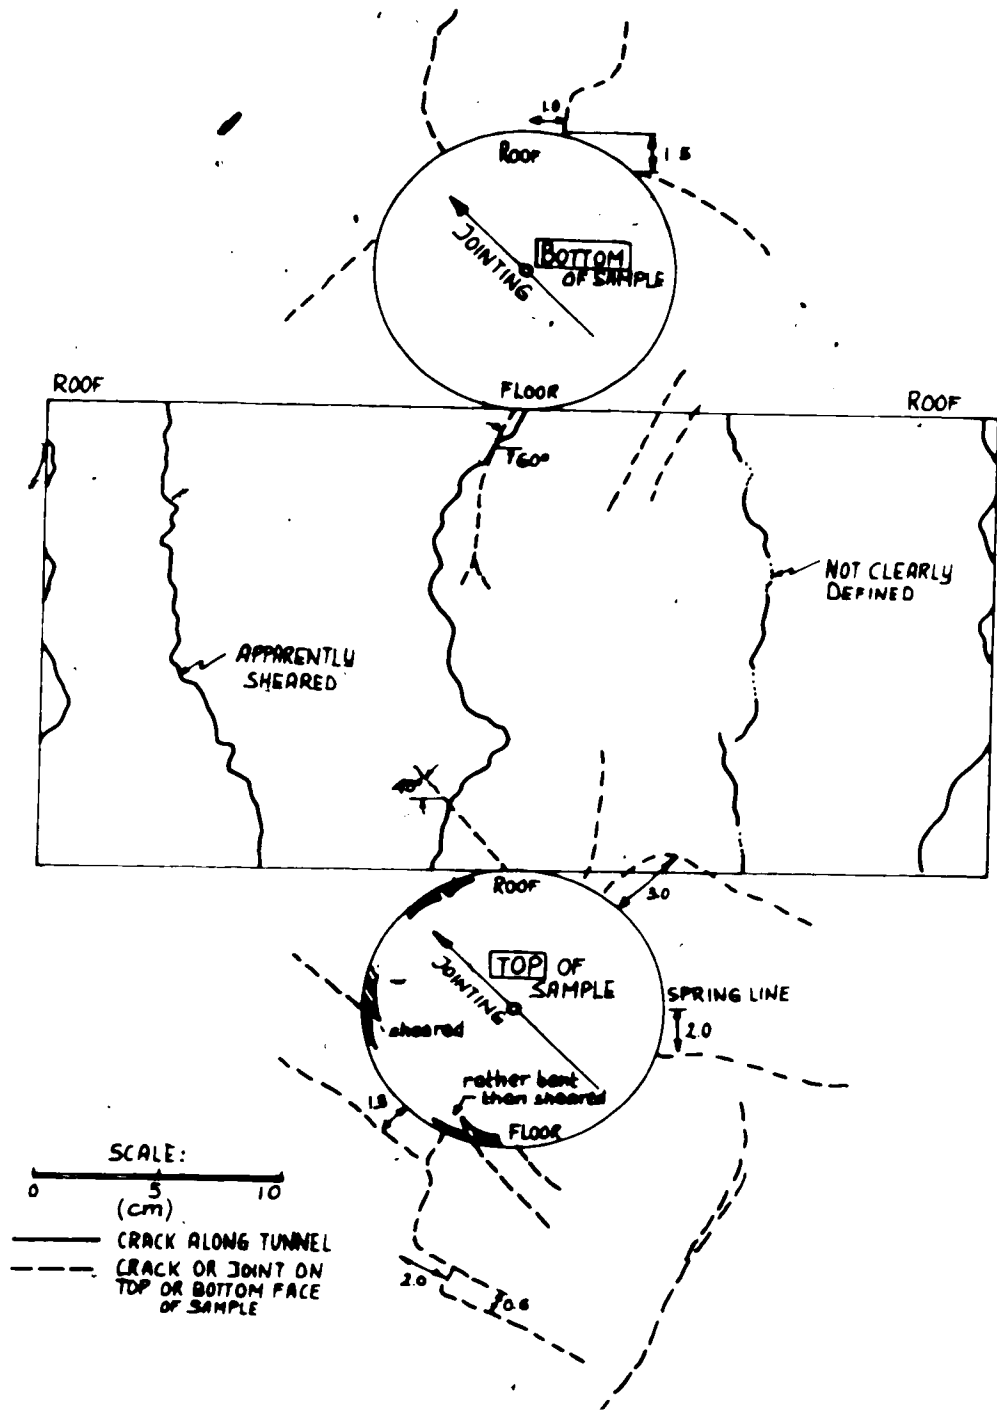 1.0
ROOF
1.5
JOINTING
BOTTOM
OF SAMPLE
FLOOR
ROOF
ROOF
60°
NOT CLEARLY
DEFINED
APPARENTLY
SHEARED
40°
ROOF
3.0
JOINTING
TOP OF
SAMPLE
SPRING LINE
2.0
sheared
rather bent
than sheared
1.5
FLOOR
SCALE:
0 5 10
(cm)
CRACK ALONG TUNNEL
CRACK OR JOINT ON
TOP OR BOTTOM FACE
OF SAMPLE
2.0
0.6